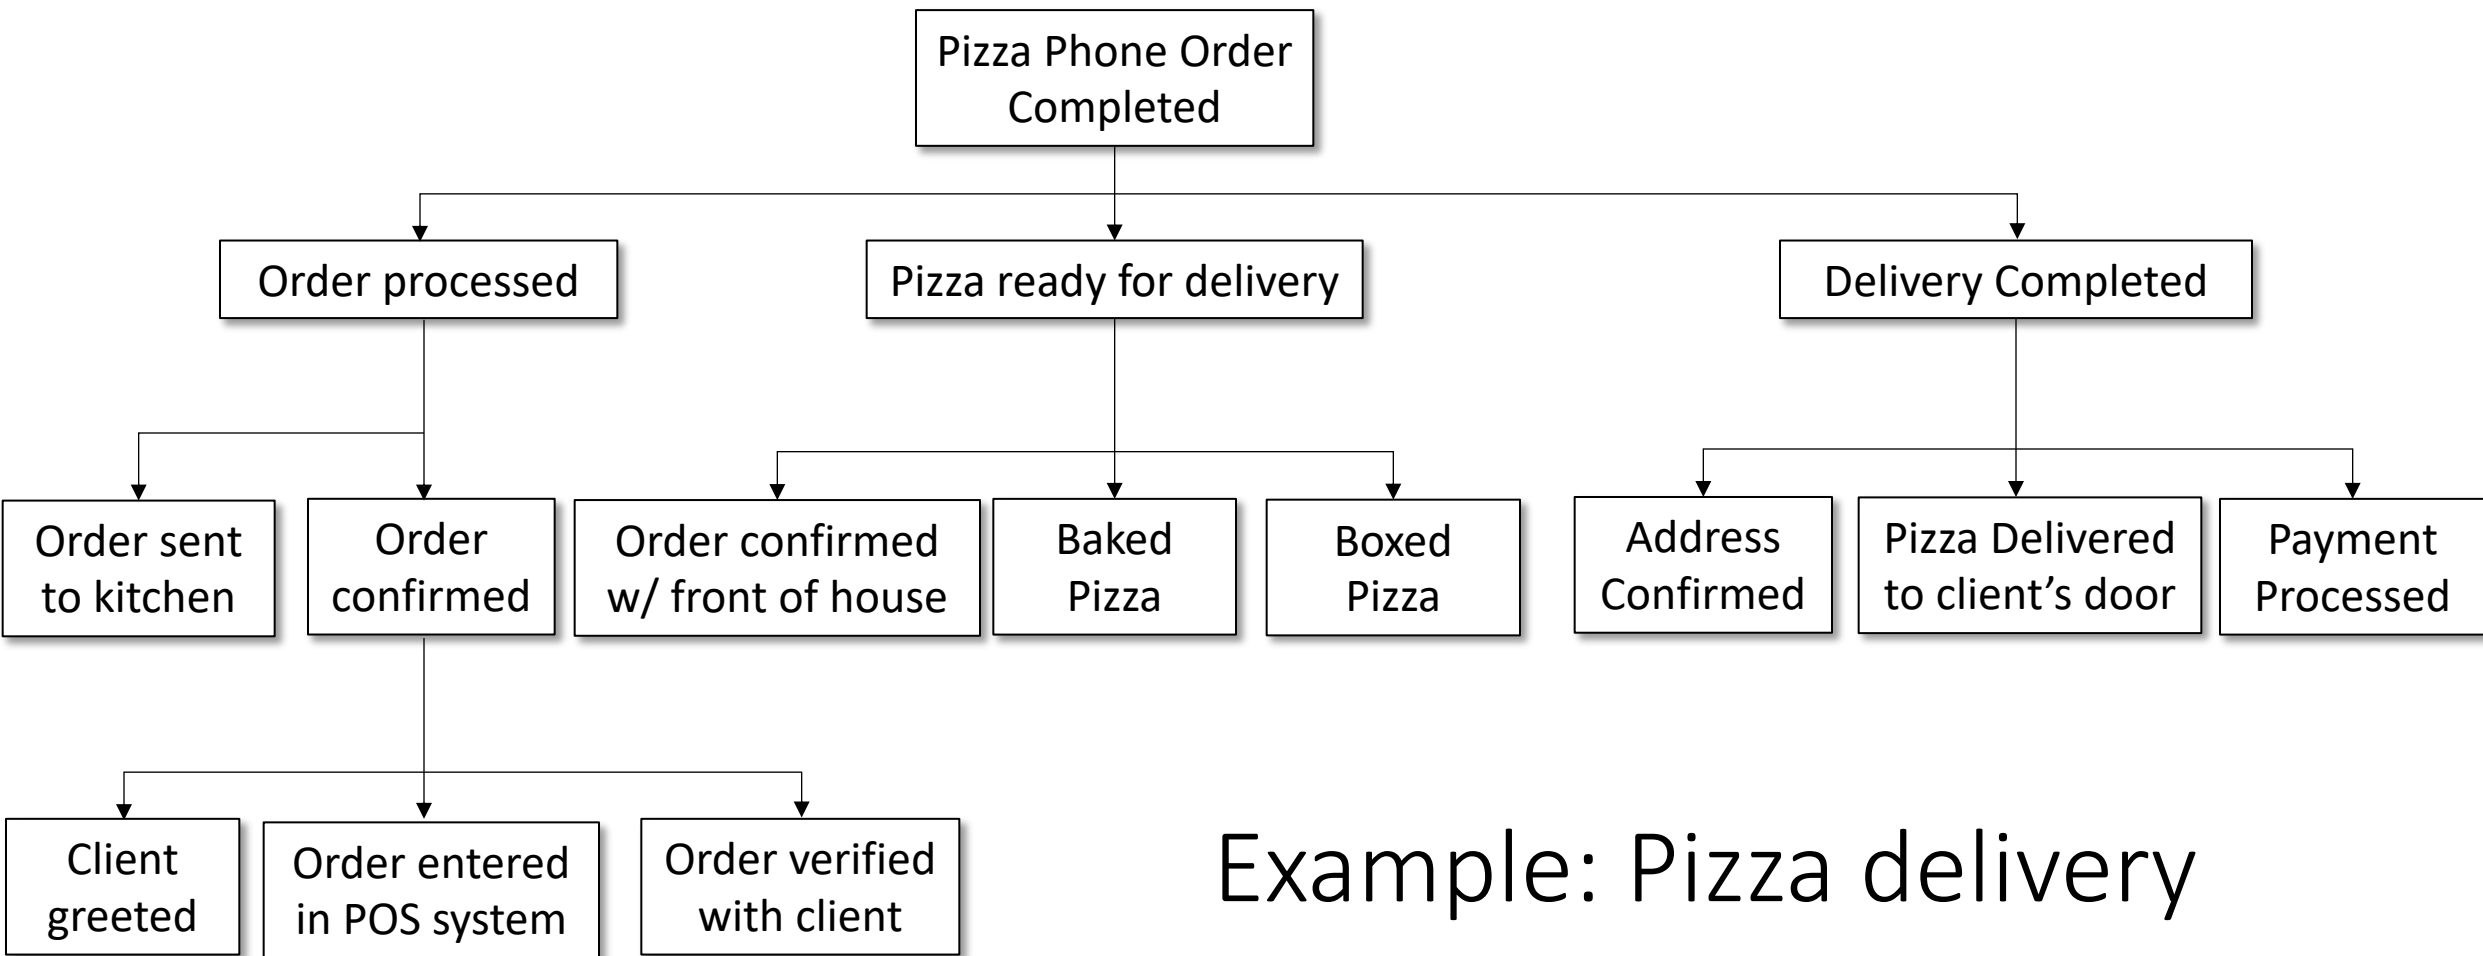 Pizza Phone Order
Completed
Order processed
Pizza ready for delivery
Delivery Completed
Order sent
to kitchen
Order
confirmed
Order confirmed
w/ front of house
Baked
Pizza
Boxed
Pizza
Address
Confirmed
Pizza Delivered
to client’s door
Payment
Processed
Client
greeted
Order entered
in POS system
Order verified
with client
Example: Pizza delivery